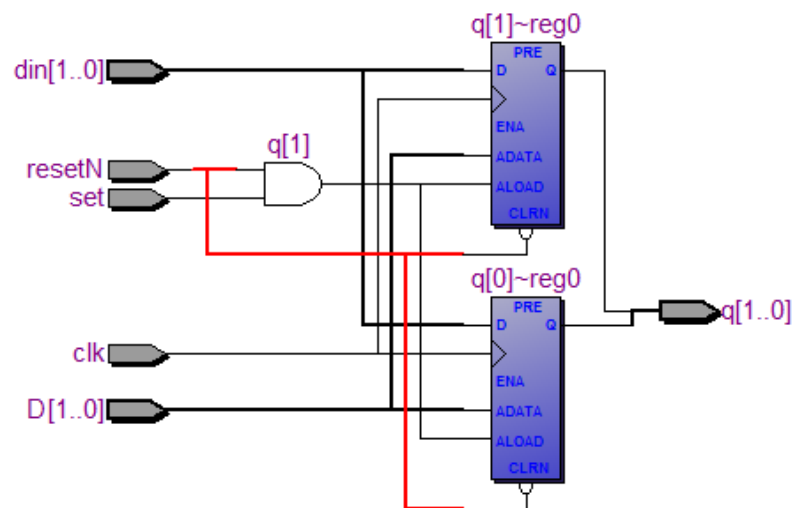 q[1]~reg0
PRE
din[1..0]
D Q
ENA
q[1]
resetN
ADATA
set
ALOAD
CLRN
q[0]~reg0
PRE
q[1..0]
D Q
clk
ENA
D[1..0]
ADATA
ALOAD
CLRN